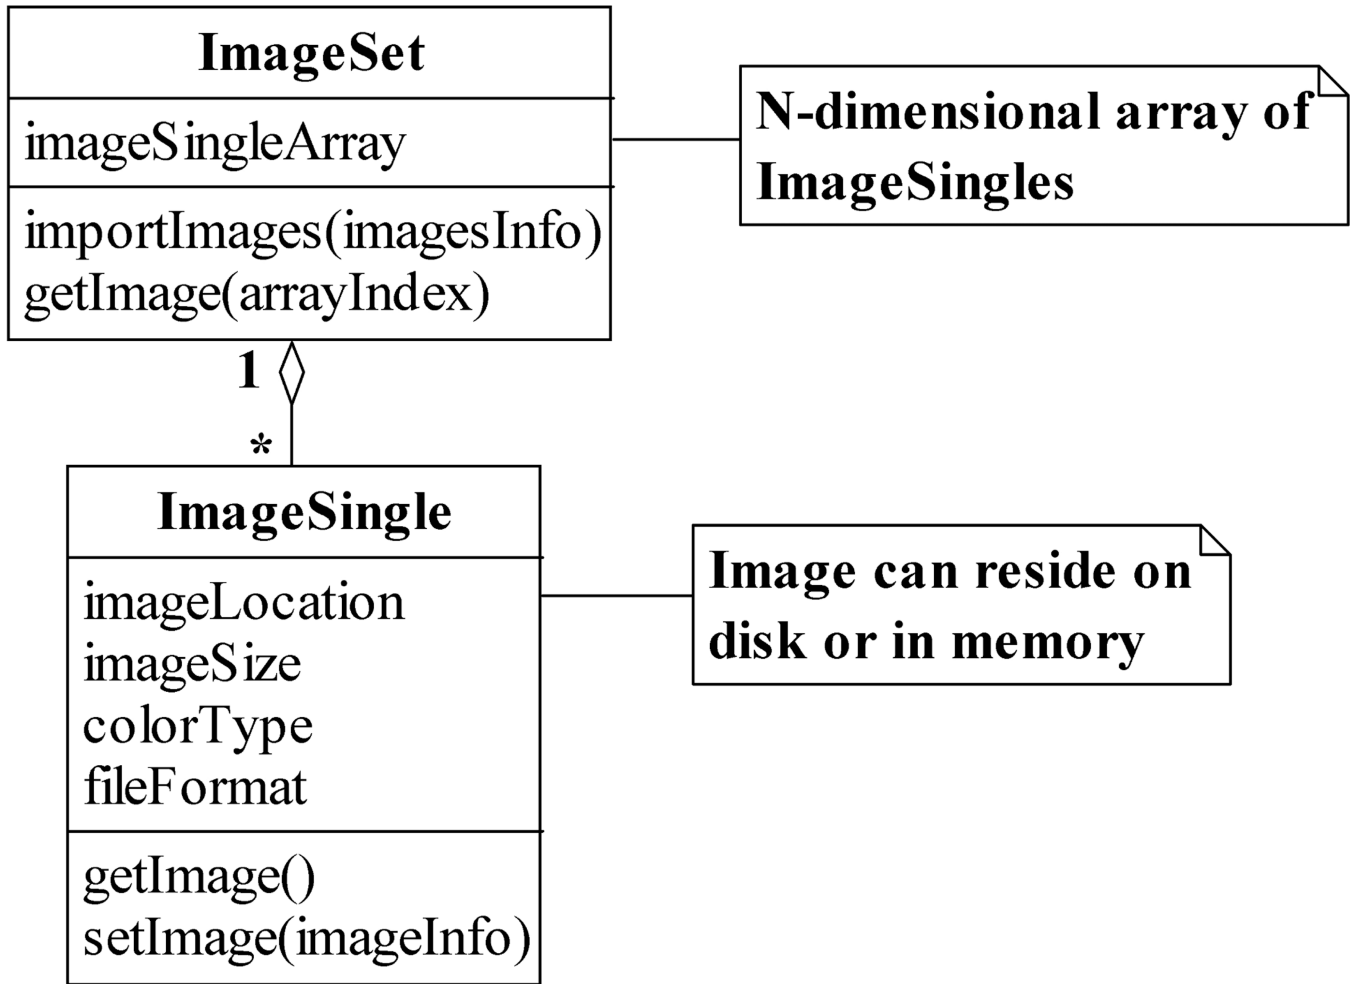 ImageSet
imageSingleArray
importImages(imagesInfo)
getImage(arrayIndex)
N-dimensional array of
ImageSingles
1
*
ImageSingle
imageLocation
imageSize
colorType
fileFormat
getImage()
setImage(imageInfo)
Image can reside on
disk or in memory